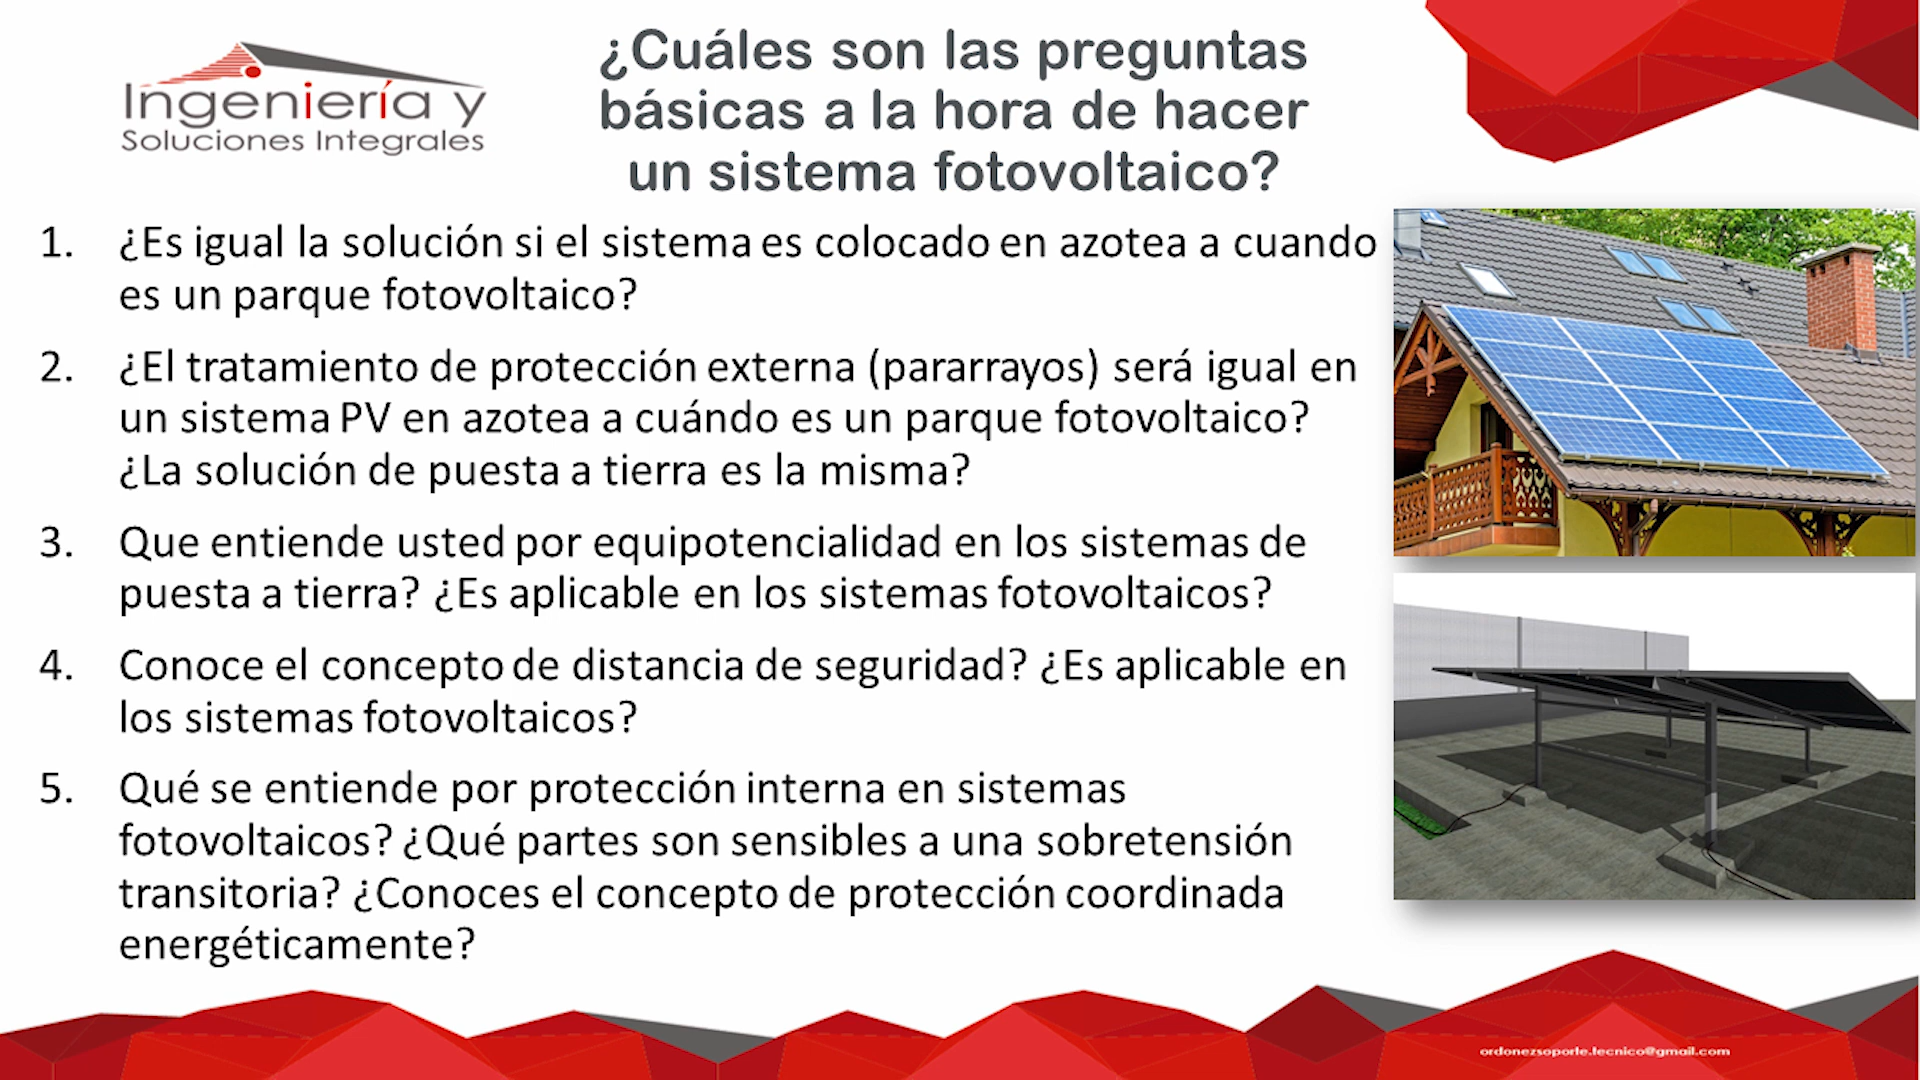 Ingeniería y
Soluciones Integrales
¿Cuáles son las preguntas
básicas a la hora de hacer
un sistema fotovoltaico?
1. ¿Es igual la solución si el sistema es colocado en azotea a cuando
es un parque fotovoltaico?
2. ¿El tratamiento de protección externa (pararrayos) será igual en
un sistema PV en azotea a cuándo es un parque fotovoltaico?
¿La solución de puesta a tierra es la misma?
3. Que entiende usted por equipotencialidad en los sistemas de
puesta a tierra? ¿Es aplicable en los sistemas fotovoltaicos?
4. Conoce el concepto de distancia de seguridad? ¿Es aplicable en
los sistemas fotovoltaicos?
5. Qué se entiende por protección interna en sistemas
fotovoltaicos? ¿Qué partes son sensibles a una sobretensión
transitoria? ¿Conoces el concepto de protección coordinada
energéticamente?
ordonezsoporte.tecnico@gmail.com